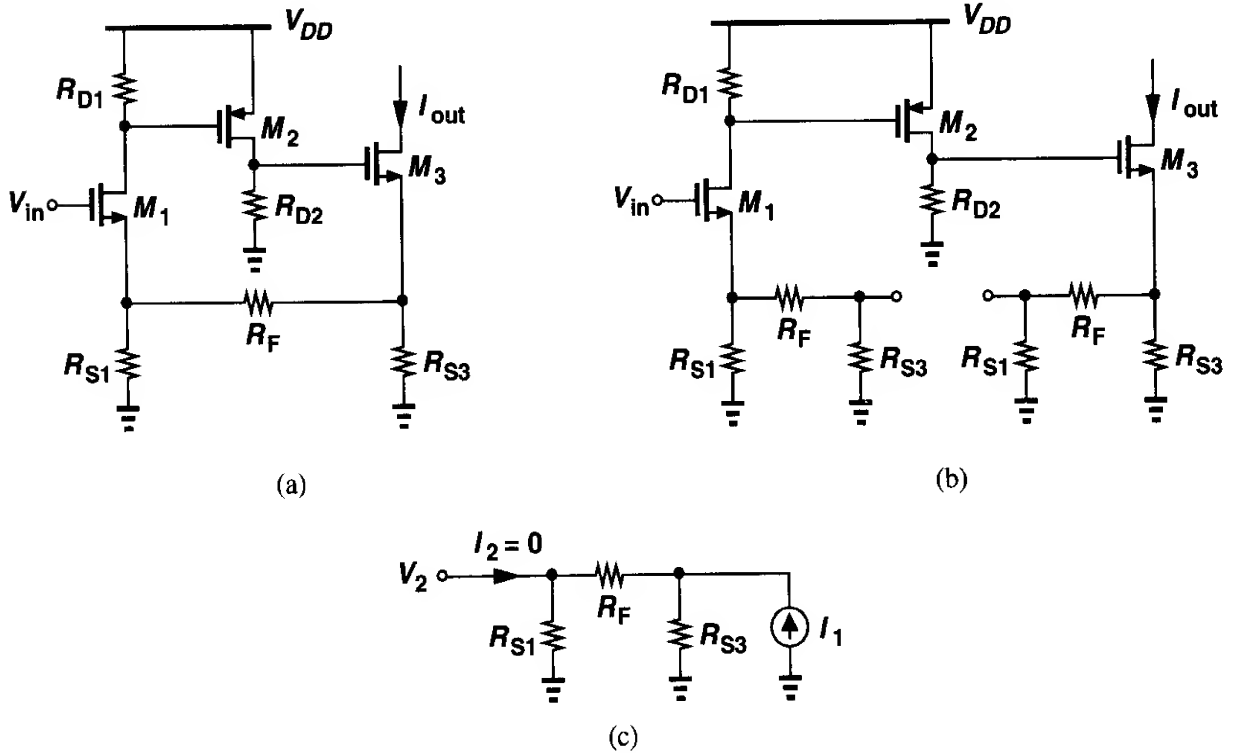 V_DD
R_D1
M_2
I_out
M_3
V_in
M_1
R_D2
R_F
R_S1
R_S3
(a)
V_DD
R_D1
M_2
I_out
M_3
V_in
M_1
R_D2
R_F
R_F
R_S1
R_S3
R_S1
R_S3
(b)
I_2 = 0
V_2
R_F
R_S1
R_S3
I_1
(c)